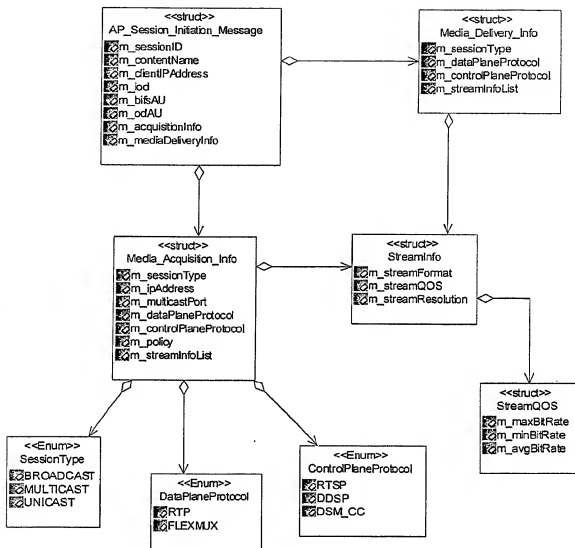 <<struct>>
AP_Session_Initiation_Message
m_sessionID
m_contentName
m_clientIPAddress
m_iod
m_bifsAU
m_odAU
m_acquisitionInfo
m_mediaDeliveryInfo
<<struct>>
Media_Delivery_Info
m_sessionType
m_dataPlaneProtocol
m_controlPlaneProtocol
m_streamInfoList
<<struct>>
Media_Acquisition_Info
m_sessionType
m_ipAddress
m_multicastPort
m_dataPlaneProtocol
m_controlPlaneProtocol
m_policy
m_streamInfoList
<<struct>>
StreamInfo
m_streamFormat
m_streamQOS
m_streamResolution
<<struct>>
StreamQOS
m_maxBitRate
m_minBitRate
m_avgBitRate
<<Enum>>
SessionType
BROADCAST
MULTICAST
UNICAST
<<Enum>>
DataPlaneProtocol
RTP
FLEXMUX
<<Enum>>
ControlPlaneProtocol
RTSP
DDSP
DSM_CC